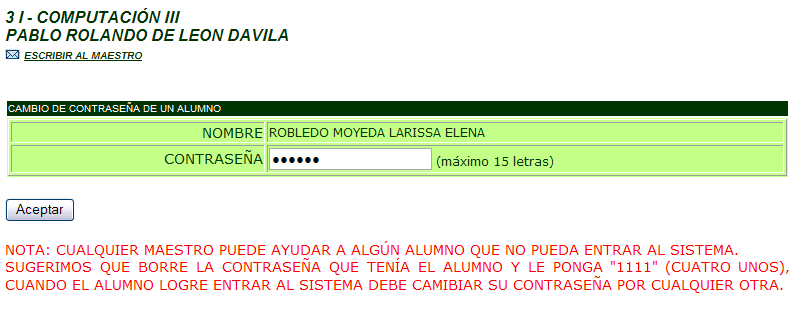 3 I - COMPUTACIÓN III
PABLO ROLANDO DE LEON DAVILA
ESCRIBIR AL MAESTRO
CAMBIO DE CONTRASEÑA DE UN ALUMNO
NOMBRE ROBLEDO MOYEDA LARISSA ELENA
CONTRASEÑA •••••• (máximo 15 letras)
Aceptar
NOTA: CUALQUIER MAESTRO PUEDE AYUDAR A ALGÚN ALUMNO QUE NO PUEDA ENTRAR AL SISTEMA.
SUGERIMOS QUE BORRE LA CONTRASEÑA QUE TENÍA EL ALUMNO Y LE PONGA "1111" (CUATRO UNOS),
CUANDO EL ALUMNO LOGRE ENTRAR AL SISTEMA DEBE CAMIBIAR SU CONTRASEÑA POR CUALQUIER OTRA.